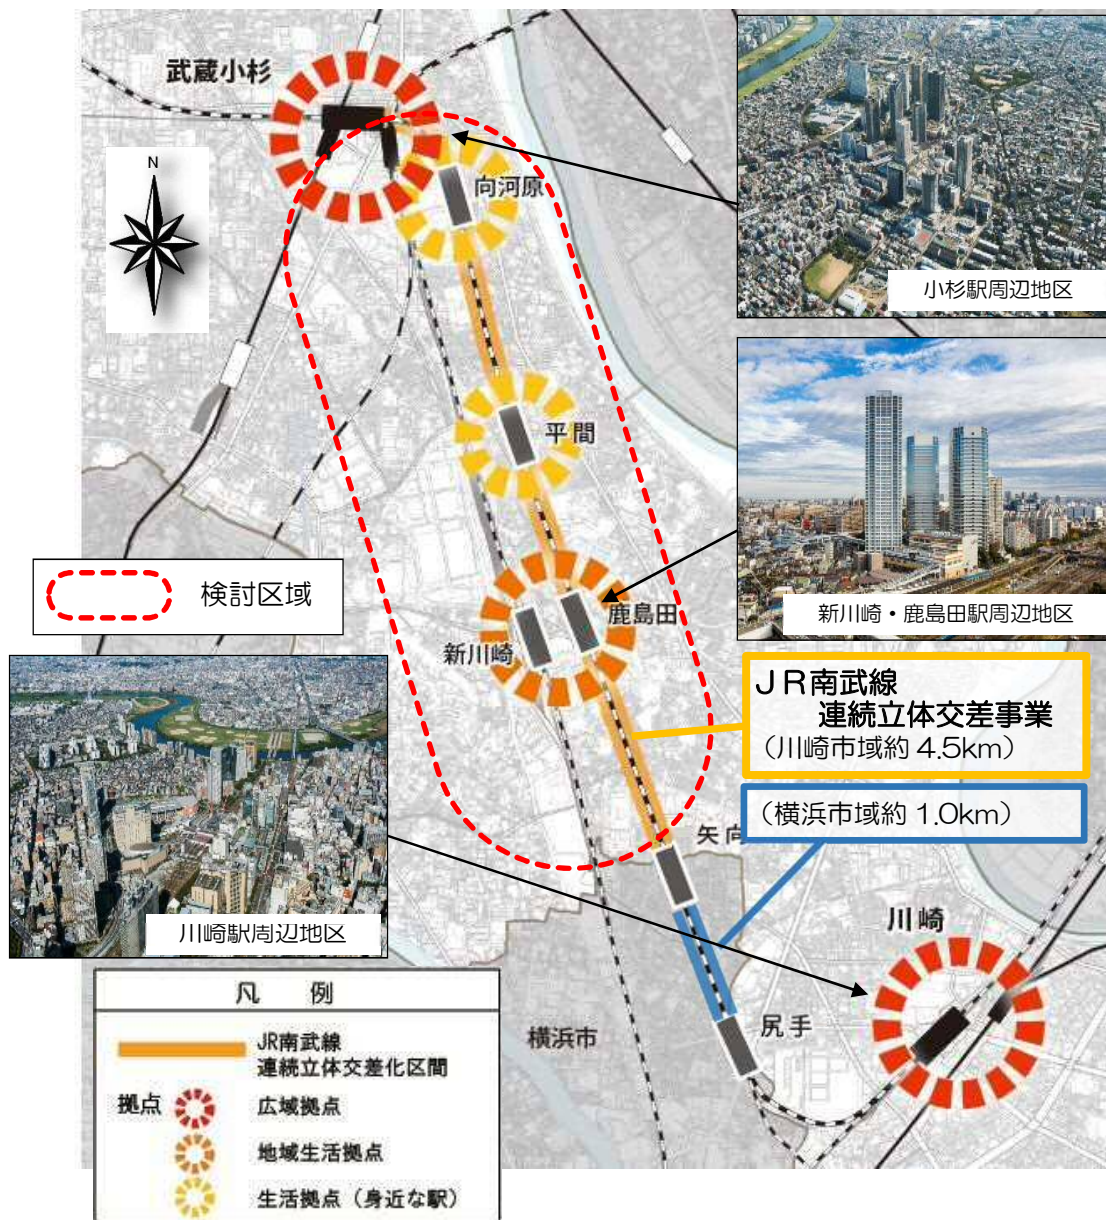 武蔵小杉
N
向河原
小杉駅周辺地区
平間
検討区域
鹿島田
新川崎
新川崎・鹿島田駅周辺地区
JR南武線
連続立体交差事業
（川崎市域約 4.5km）
（横浜市域約 1.0km）
矢向
川崎駅周辺地区
川崎
尻手
横浜市
凡 例
JR南武線
連続立体交差化区間
拠点
広域拠点
地域生活拠点
生活拠点（身近な駅）